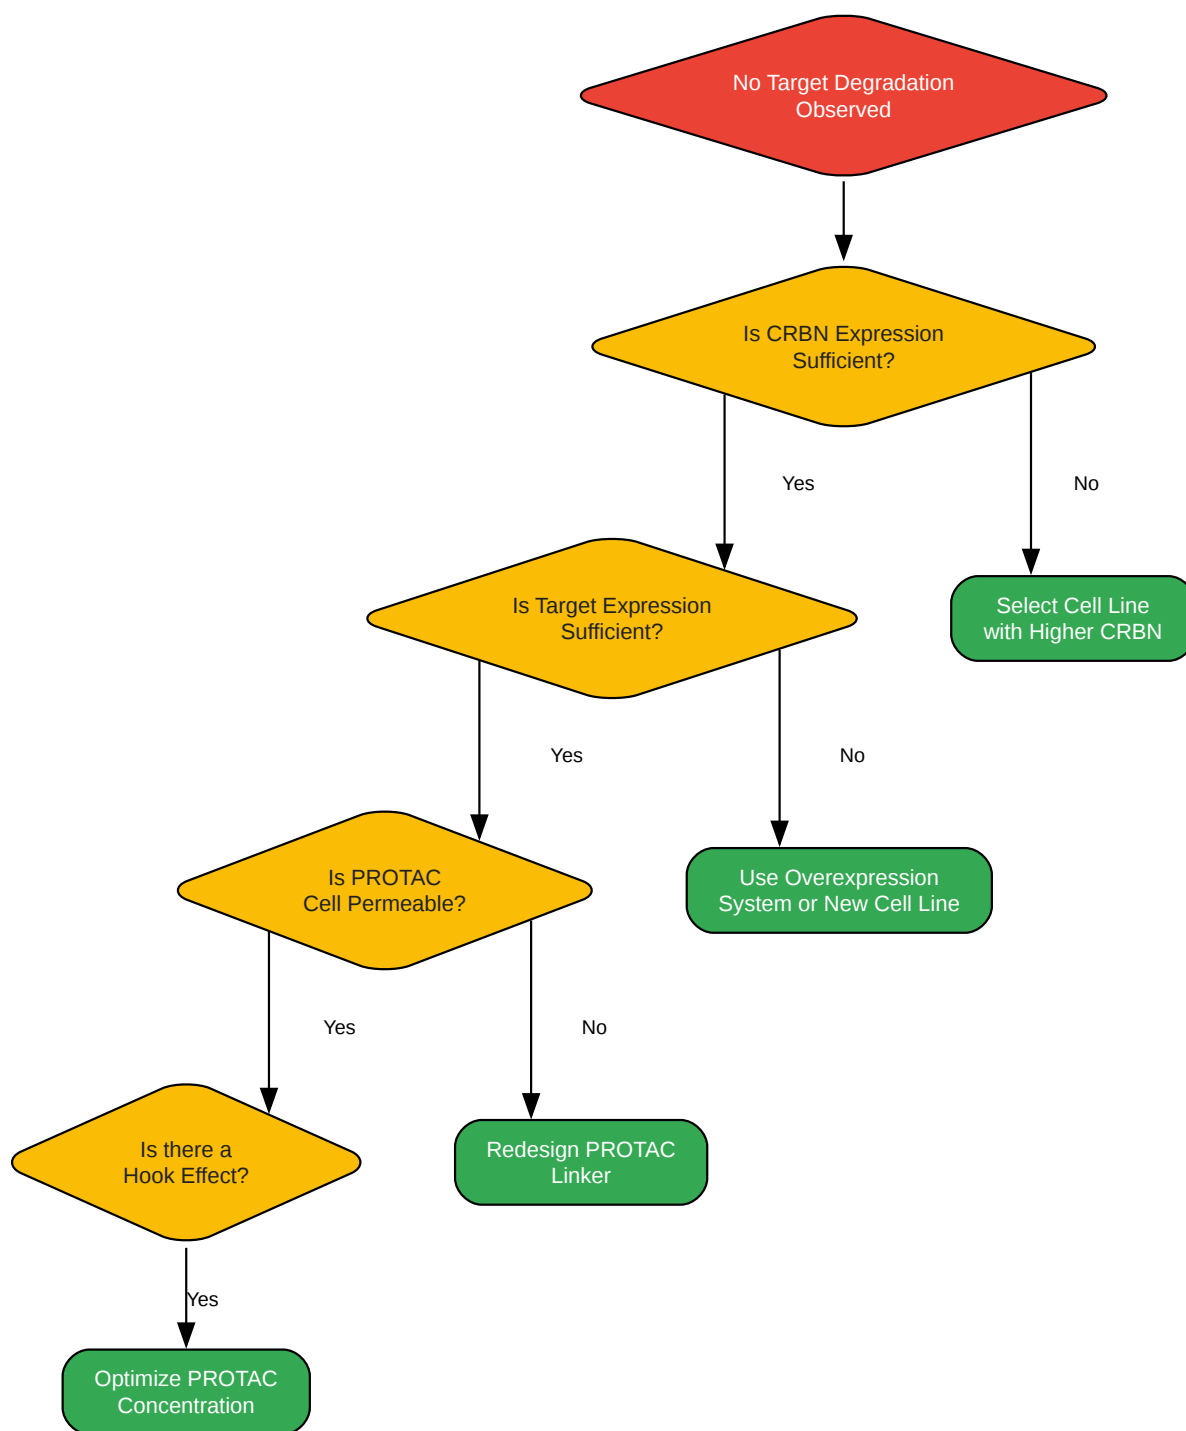 No Target Degradation
Observed
Is CRBN Expression
Sufficient?
Yes
No
Is Target Expression
Sufficient?
Select Cell Line
with Higher CRBN
Yes
No
Is PROTAC
Cell Permeable?
Use Overexpression
System or New Cell Line
Yes
No
Is there a
Hook Effect?
Redesign PROTAC
Linker
Yes
Optimize PROTAC
Concentration